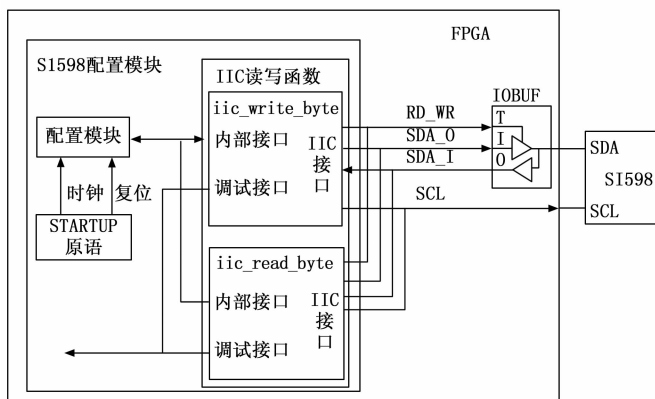 FPGA
S1598配置模块
IIC读写函数
iic_write_byte
内部接口
IIC
接
口
调试接口
配置模块
时钟
复位
STARTUP
原语
iic_read_byte
内部接口
IIC
接
口
调试接口
RD_WR
SDA_O
SDA_I
SCL
IOBUF
T
I
O
SDA
SI598
SCL